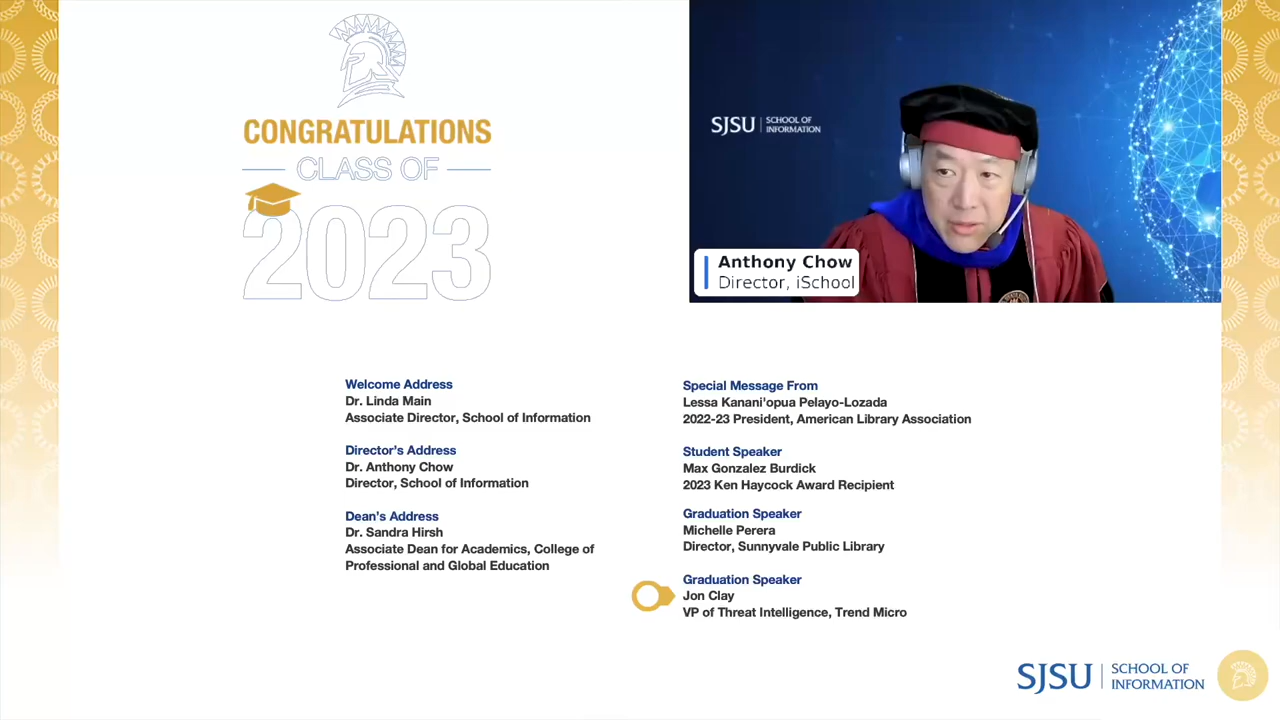 CONGRATULATIONS
CLASS OF
2023
SJSU SCHOOL OF
INFORMATION
Anthony Chow
Director, iSchool
Welcome Address
Dr. Linda Main
Associate Director, School of Information
Director's Address
Dr. Anthony Chow
Director, School of Information
Dean's Address
Dr. Sandra Hirsh
Associate Dean for Academics, College of
Professional and Global Education
Special Message From
Lessa Kanani'opua Pelayo-Lozada
2022-23 President, American Library Association
Student Speaker
Max Gonzalez Burdick
2023 Ken Haycock Award Recipient
Graduation Speaker
Michelle Perera
Director, Sunnyvale Public Library
Graduation Speaker
Jon Clay
VP of Threat Intelligence, Trend Micro
SJSU SCHOOL OF
INFORMATION